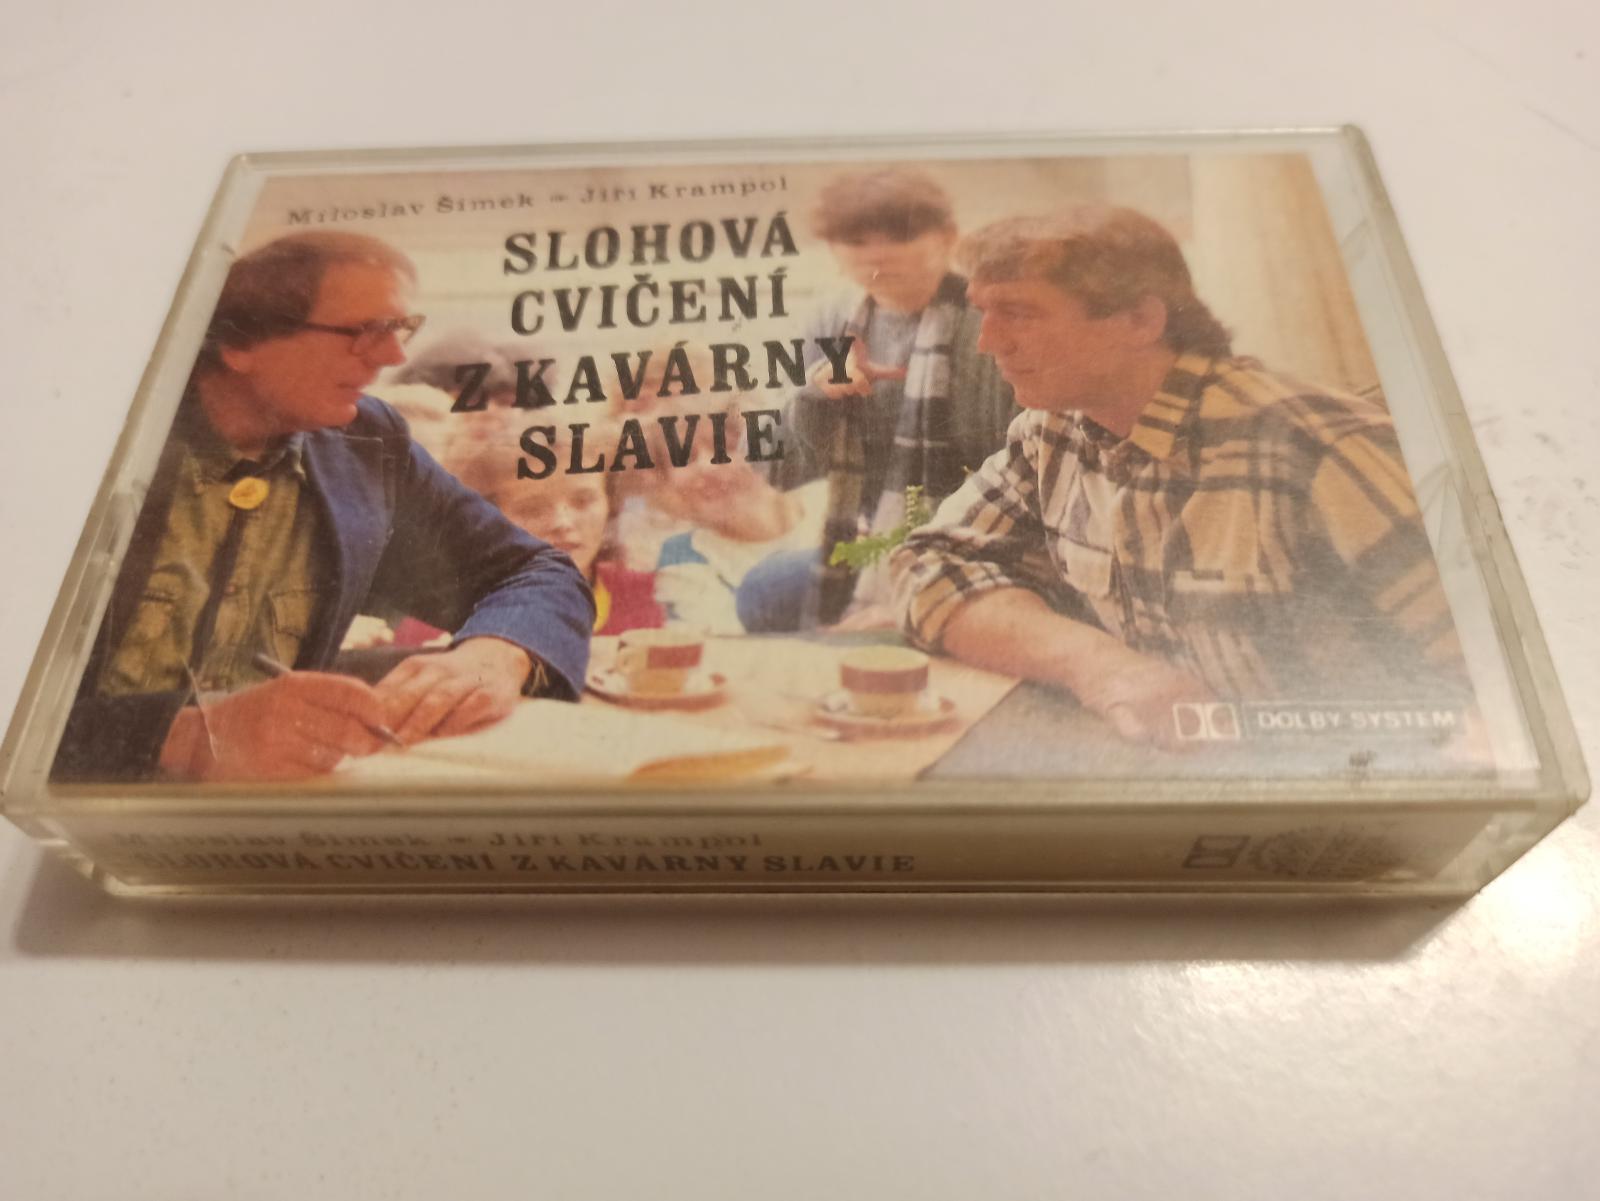 Miloslav Šimek - Jiří Krampol
SLOHOVÁ
CVIČENÍ
Z KAVÁRNY
SLAVIE
DOLBY SYSTEM
Miloslav Šimek - Jiří Krampol
SLOHOVÁ CVIČENÍ Z KAVÁRNY SLAVIE